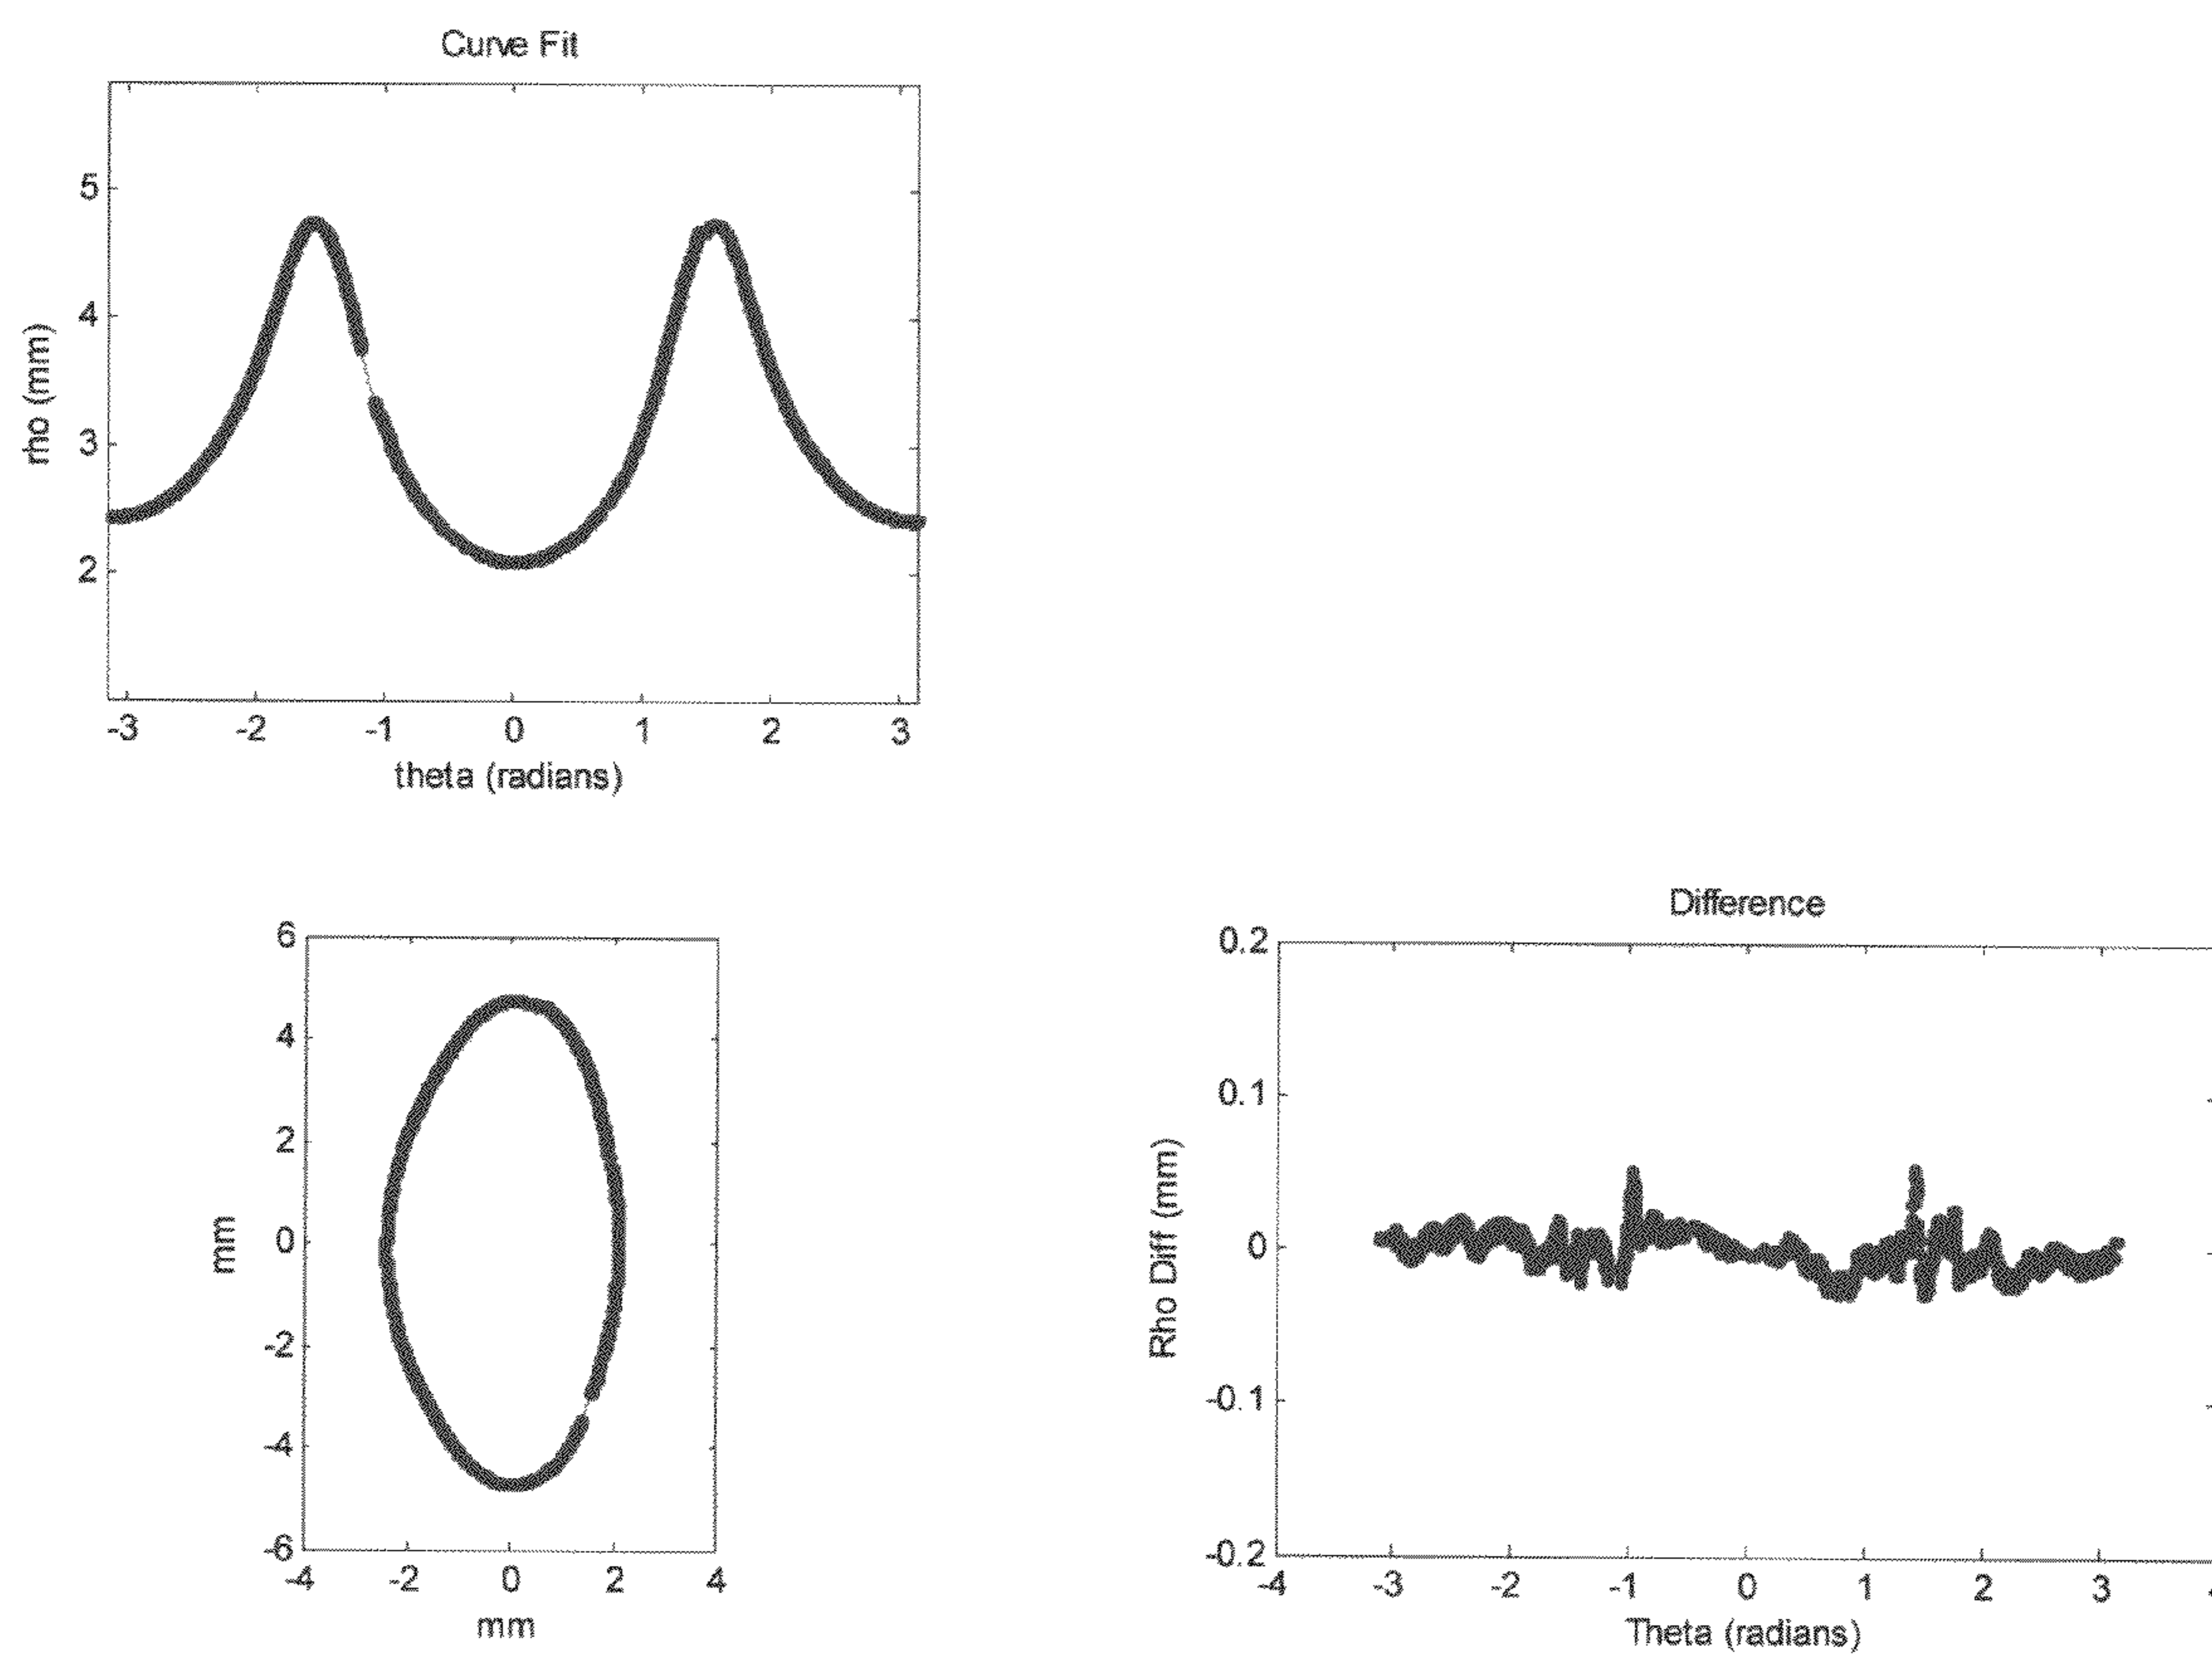 Curve Fit
5
4
3
2
rho (mm)
-3 -2 -1 0 1 2 3
theta (radians)
6
4
2
0
-2
-4
-6
mm
-4 -2 0 2 4
mm
Difference
0.2
0.1
0
-0.1
-0.2
Rho Diff (mm)
-4 -3 -2 -1 0 1 2 3
Theta (radians)